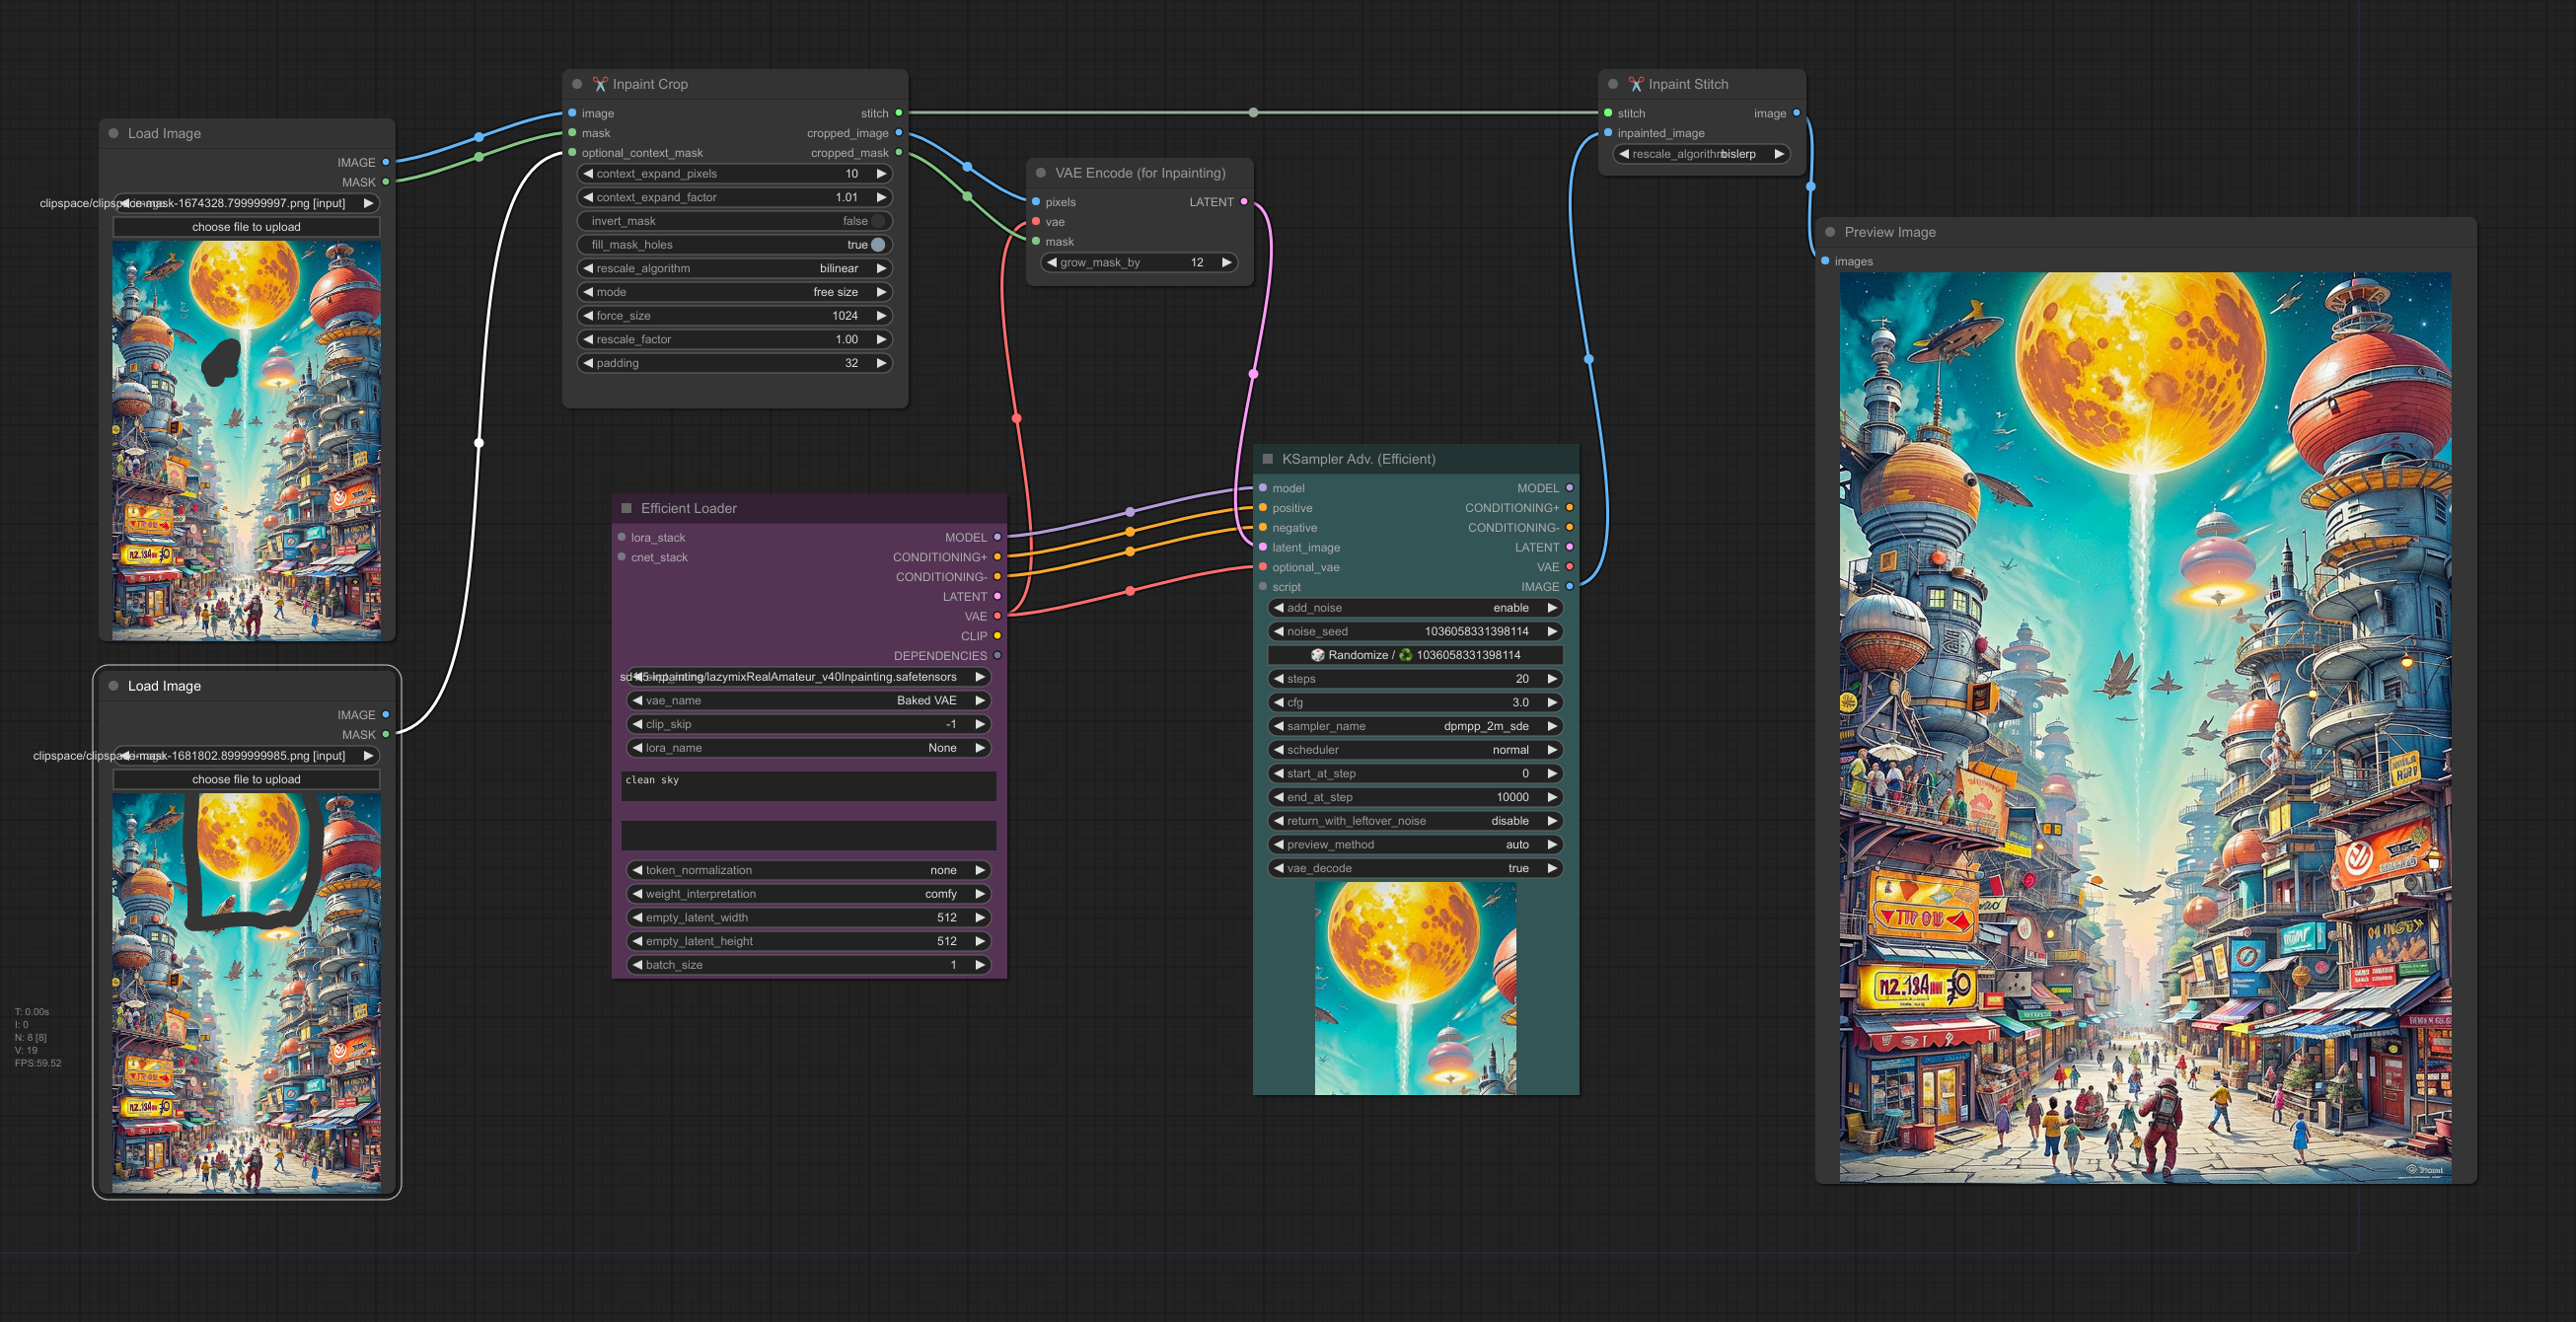 Load Image
IMAGE
MASK
clipspace/clipspace-mask-1674328.799999997.png [input]
choose file to upload
Load Image
IMAGE
MASK
clipspace/clipspace-mask-1681802.8999999985.png [input]
choose file to upload
T: 0.00s
I: 0
N: 8 [8]
V: 19
FPS:59.52
Inpaint Crop
image stitch
mask cropped_image
optional_context_mask cropped_mask
context_expand_pixels 10
context_expand_factor 1.01
invert_mask false
fill_mask_holes true
rescale_algorithm bilinear
mode free size
force_size 1024
rescale_factor 1.00
padding 32
Efficient Loader
lora_stack MODEL
cnet_stack CONDITIONING+
CONDITIONING-
LATENT
VAE
CLIP
DEPENDENCIES
lazymixRealAmateur_v40Inpainting.safetensors
vae_name Baked VAE
clip_skip -1
lora_name None
clean sky
token_normalization none
weight_interpretation comfy
empty_latent_width 512
empty_latent_height 512
batch_size 1
VAE Encode (for Inpainting)
pixels LATENT
vae
mask
grow_mask_by 12
KSampler Adv. (Efficient)
model MODEL
positive CONDITIONING+
negative CONDITIONING-
latent_image LATENT
optional_vae VAE
script IMAGE
add_noise enable
noise_seed 1036058331398114
Randomize / 1036058331398114
steps 20
cfg 3.0
sampler_name dpmpp_2m_sde
scheduler normal
start_at_step 0
end_at_step 10000
return_with_leftover_noise disable
preview_method auto
vae_decode true
Inpaint Stitch
stitch image
inpainted_image
rescale_algorithm bislerp
Preview Image
images